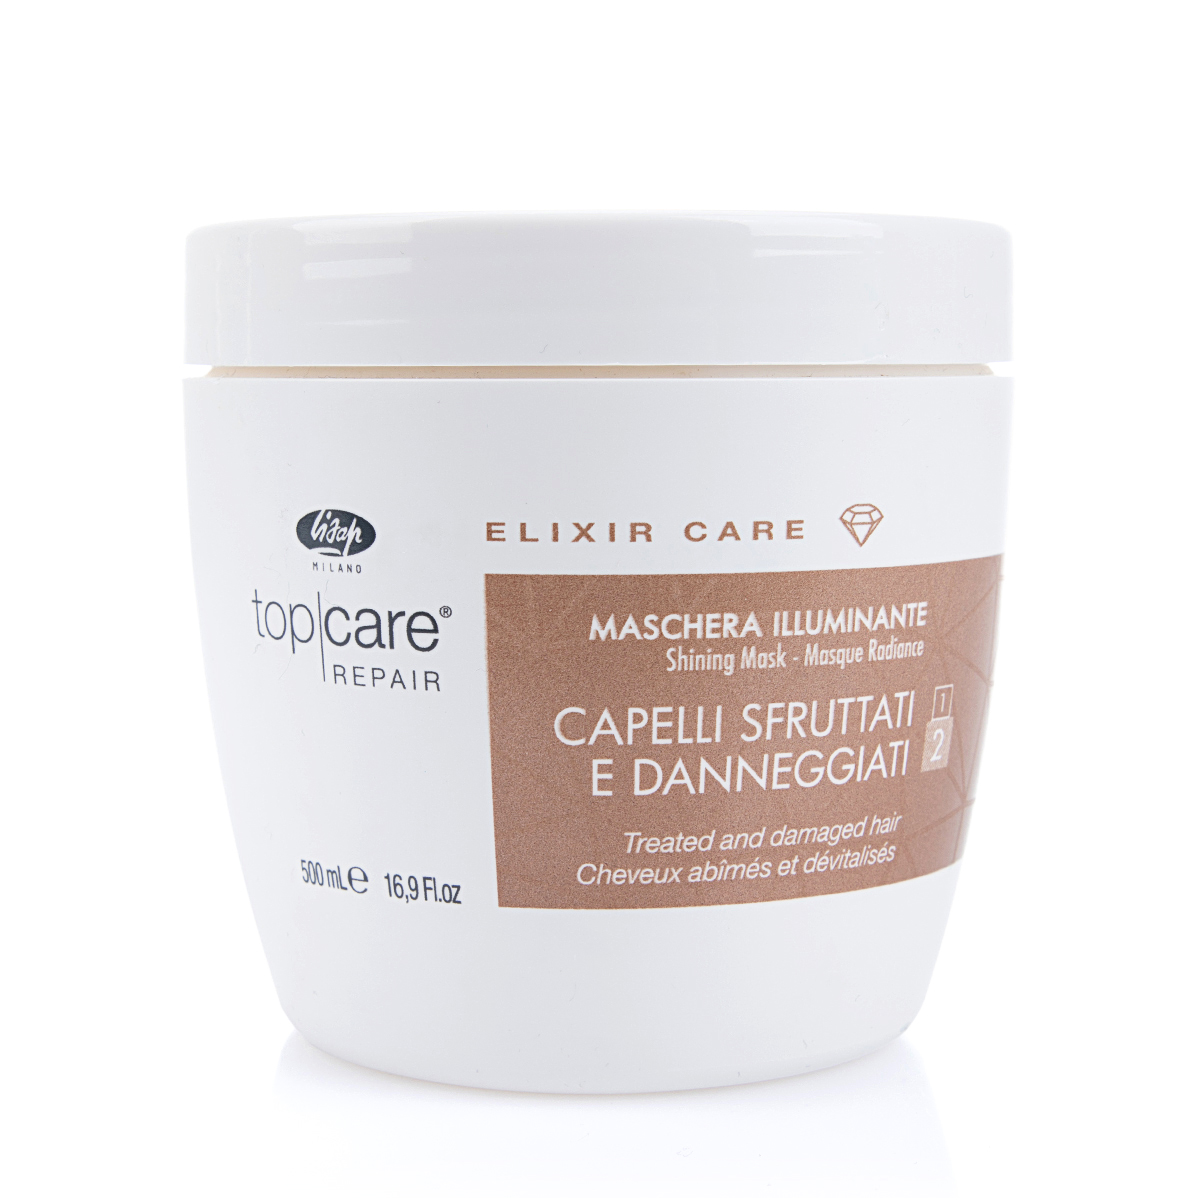 lisap
MILANO
top|care®
REPAIR
500 mL e 16,9 Fl.oz
ELIXIR CARE
MASCHERA ILLUMINANTE
Shining Mask - Masque Radiance
CAPELLI SFRUTTATI
E DANNEGGIATI
1
2
Treated and damaged hair
Cheveux abîmés et dévitalisés